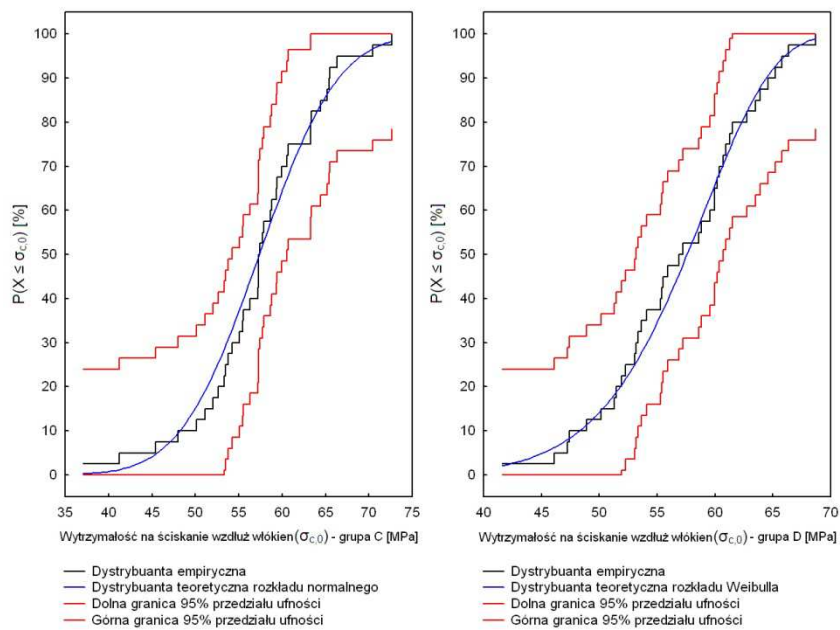 100
90
80
70
60
50
40
30
20
10
0
P(X ≤ σc,0) [%]
35 40 45 50 55 60 65 70 75
Wytrzymałość na ściskanie wzdłuż włókien(σc,0) - grupa C [MPa]
Dystrybuanta empiryczna
Dystrybuanta teoretyczna rozkładu normalnego
Dolna granica 95% przedziału ufności
Górna granica 95% przedziału ufności
100
90
80
70
60
50
40
30
20
10
0
P(X ≤ σc,0) [%]
40 45 50 55 60 65 70
Wytrzymałość na ściskanie wzdłuż włókien(σc,0) - grupa D [MPa]
Dystrybuanta empiryczna
Dystrybuanta teoretyczna rozkładu Weibulla
Dolna granica 95% przedziału ufności
Górna granica 95% przedziału ufności